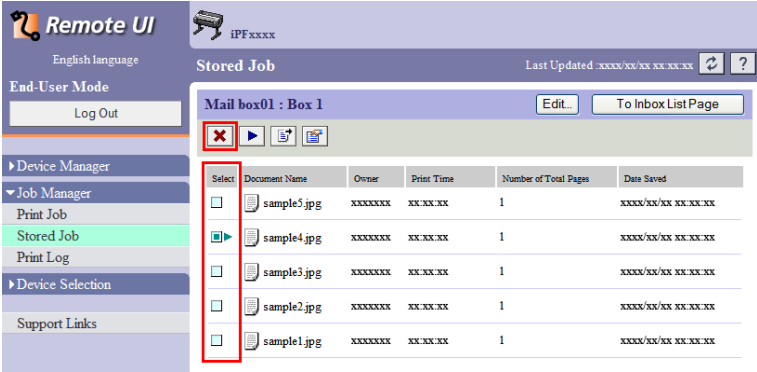 Remote UI
iPFxxxx
English language
Stored Job
Last Updated :xxxx/xx/xx xx:xx:xx
?
End-User Mode
Log Out
Mail box01 : Box 1
Edit...
To Inbox List Page
Device Manager
Job Manager
Print Job
Stored Job
Print Log
Device Selection
Support Links
Select Document Name Owner Print Time Number of Total Pages Date Saved
sample5.jpg xxxxxxx xx:xx:xx 1 xxxx/xx/xx xx:xx:xx
sample4.jpg xxxxxxx xx:xx:xx 1 xxxx/xx/xx xx:xx:xx
sample3.jpg xxxxxxx xx:xx:xx 1 xxxx/xx/xx xx:xx:xx
sample2.jpg xxxxxxx xx:xx:xx 1 xxxx/xx/xx xx:xx:xx
sample1.jpg xxxxxxx xx:xx:xx 1 xxxx/xx/xx xx:xx:xx